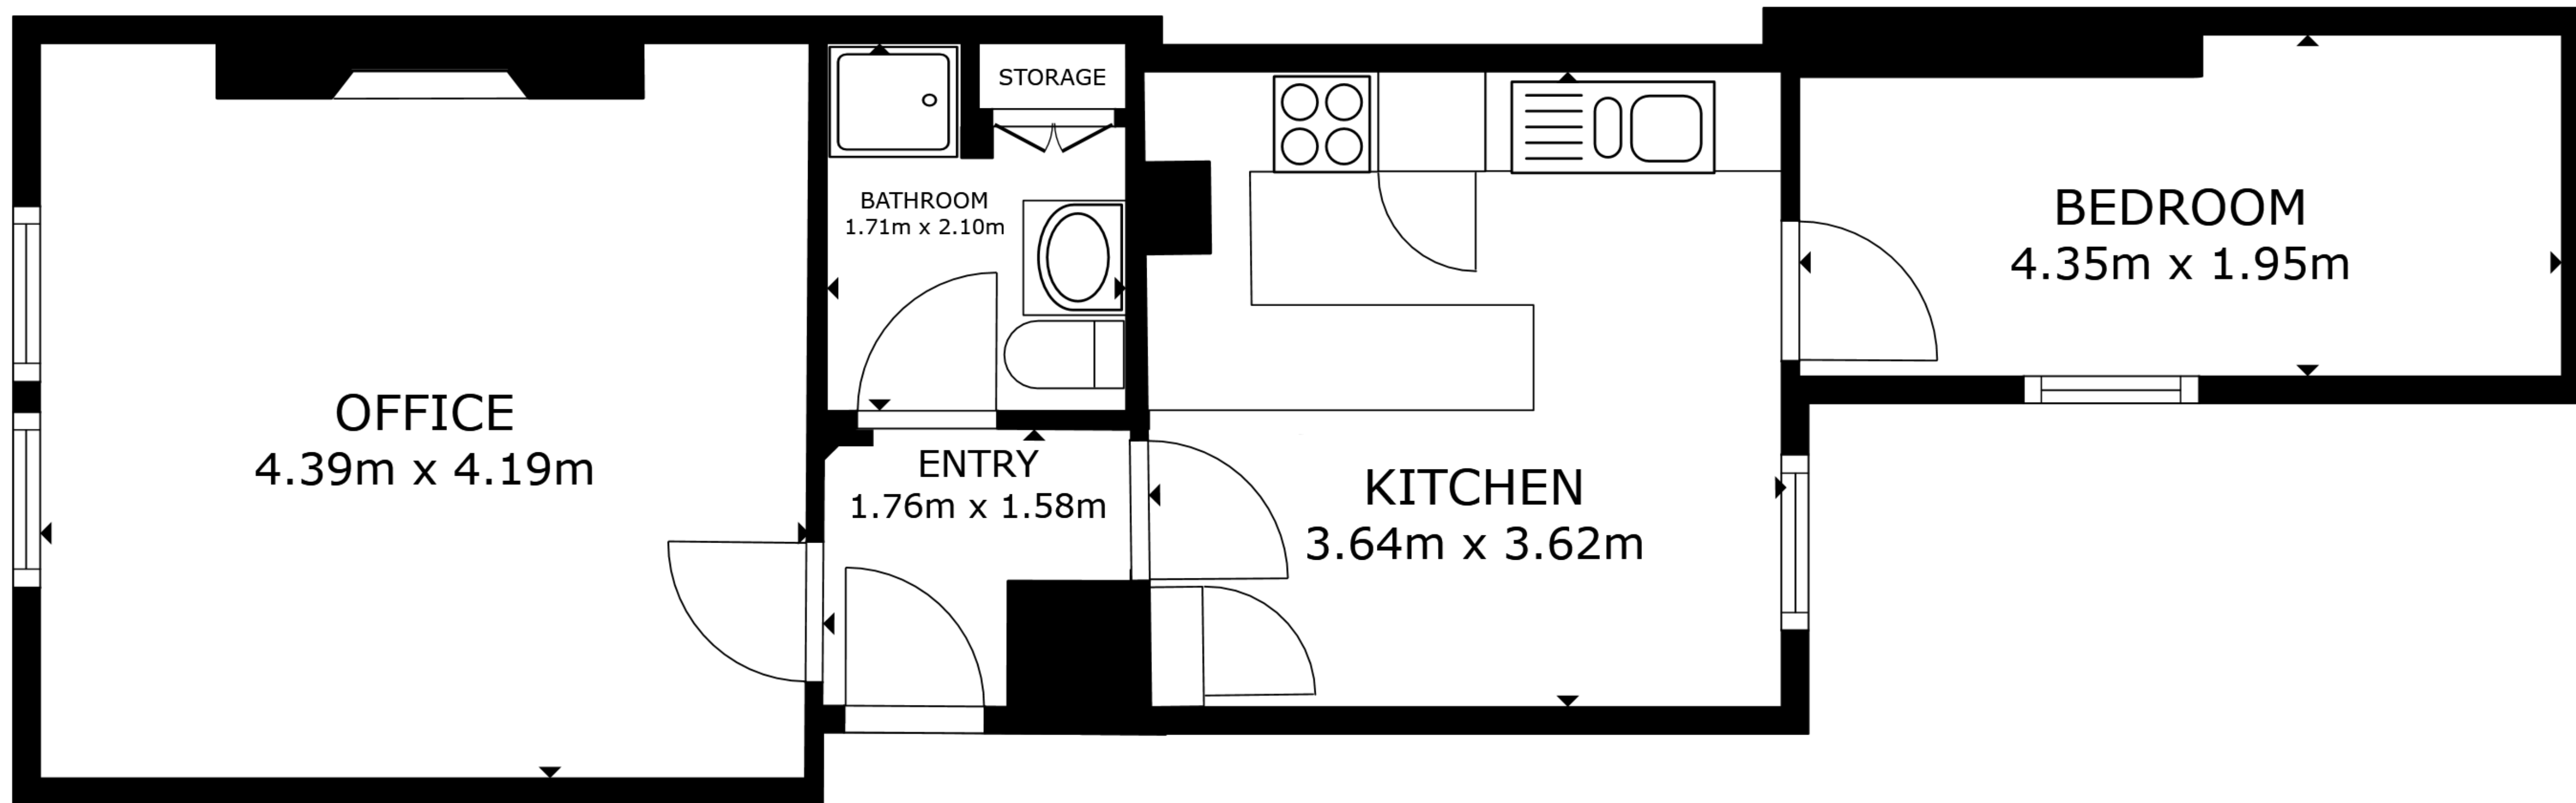 STORAGE
BATHROOM
1.71m x 2.10m
BEDROOM
4.35m x 1.95m
OFFICE
4.39m x 4.19m
ENTRY
1.76m x 1.58m
KITCHEN
3.64m x 3.62m